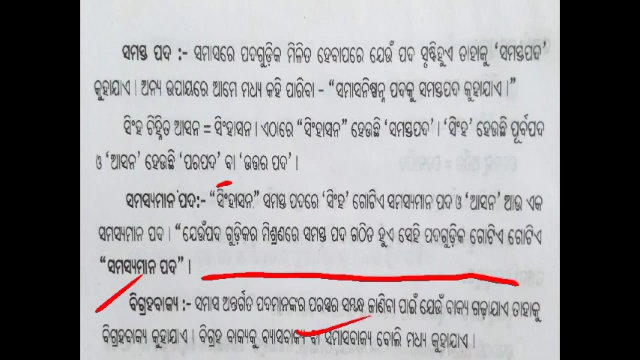 ସମସ୍ତ ପଦ :- ସମାସରେ ପଦଗୁଡ଼ିକ ମିଳିତ ହେବାପରେ ଯେଉଁ ପଦ ସୃଷ୍ଟିହୁଏ ତାହାକୁ ‘ସମସ୍ତପଦ’
କୁହାଯାଏ । ଅନ୍ୟ ଉପାୟରେ ଆମେ ମଧ୍ୟ କହି ପାରିବା - “ସମାସନିଷ୍ପନ୍ନ ପଦକୁ ସମସ୍ତପଦ କୁହାଯାଏ ।”
ସିଂହ ଚିହ୍ନିତ ଆସନ = ସିଂହାସନ । ଏଠାରେ “ସିଂହାସନ” ହେଉଛି ‘ସମସ୍ତପଦ’ । ‘ସିଂହ’ ହେଉଛି ପୂର୍ବପଦ
ଓ ‘ଆସନ’ ହେଉଛି ‘ପରପଦ’ ବା ‘ଉତ୍ତର ପଦ’ ।
ସମସ୍ୟମାନ ପଦ:- “ସିଂହାସନ” ସମସ୍ତ ପଦରେ ‘ସିଂହ’ ଗୋଟିଏ ସମସ୍ୟମାନ ପଦ ଓ ‘ଆସନ’ ଆଉ ଏକ
ସମସ୍ୟମାନ ପଦ । “ଯେଉଁପଦ ଗୁଡ଼ିକର ମିଶ୍ରଣରେ ସମସ୍ତ ପଦ ଗଠିତ ହୁଏ ସେହି ପଦଗୁଡ଼ିକ ଗୋଟିଏ ଗୋଟିଏ
“ସମସ୍ୟମାନ ପଦ” ।
ବିଗ୍ରହବାକ୍ୟ :- ସମାସ ଅନ୍ତର୍ଗତ ପଦମାନଙ୍କର ପରସ୍ପର ସମ୍ବନ୍ଧ ଜାଣିବା ପାଇଁ ଯେଉଁ ବାକ୍ୟ ଗଢ଼ାଯାଏ ତାହାକୁ
ବିଗ୍ରହବାକ୍ୟ କୁହାଯାଏ । ବିଗ୍ରହ ବାକ୍ୟକୁ ବ୍ୟାସବାକ୍ୟ ବା ସମାସବାକ୍ୟ ବୋଲି ମଧ୍ୟ କୁହାଯାଏ ।